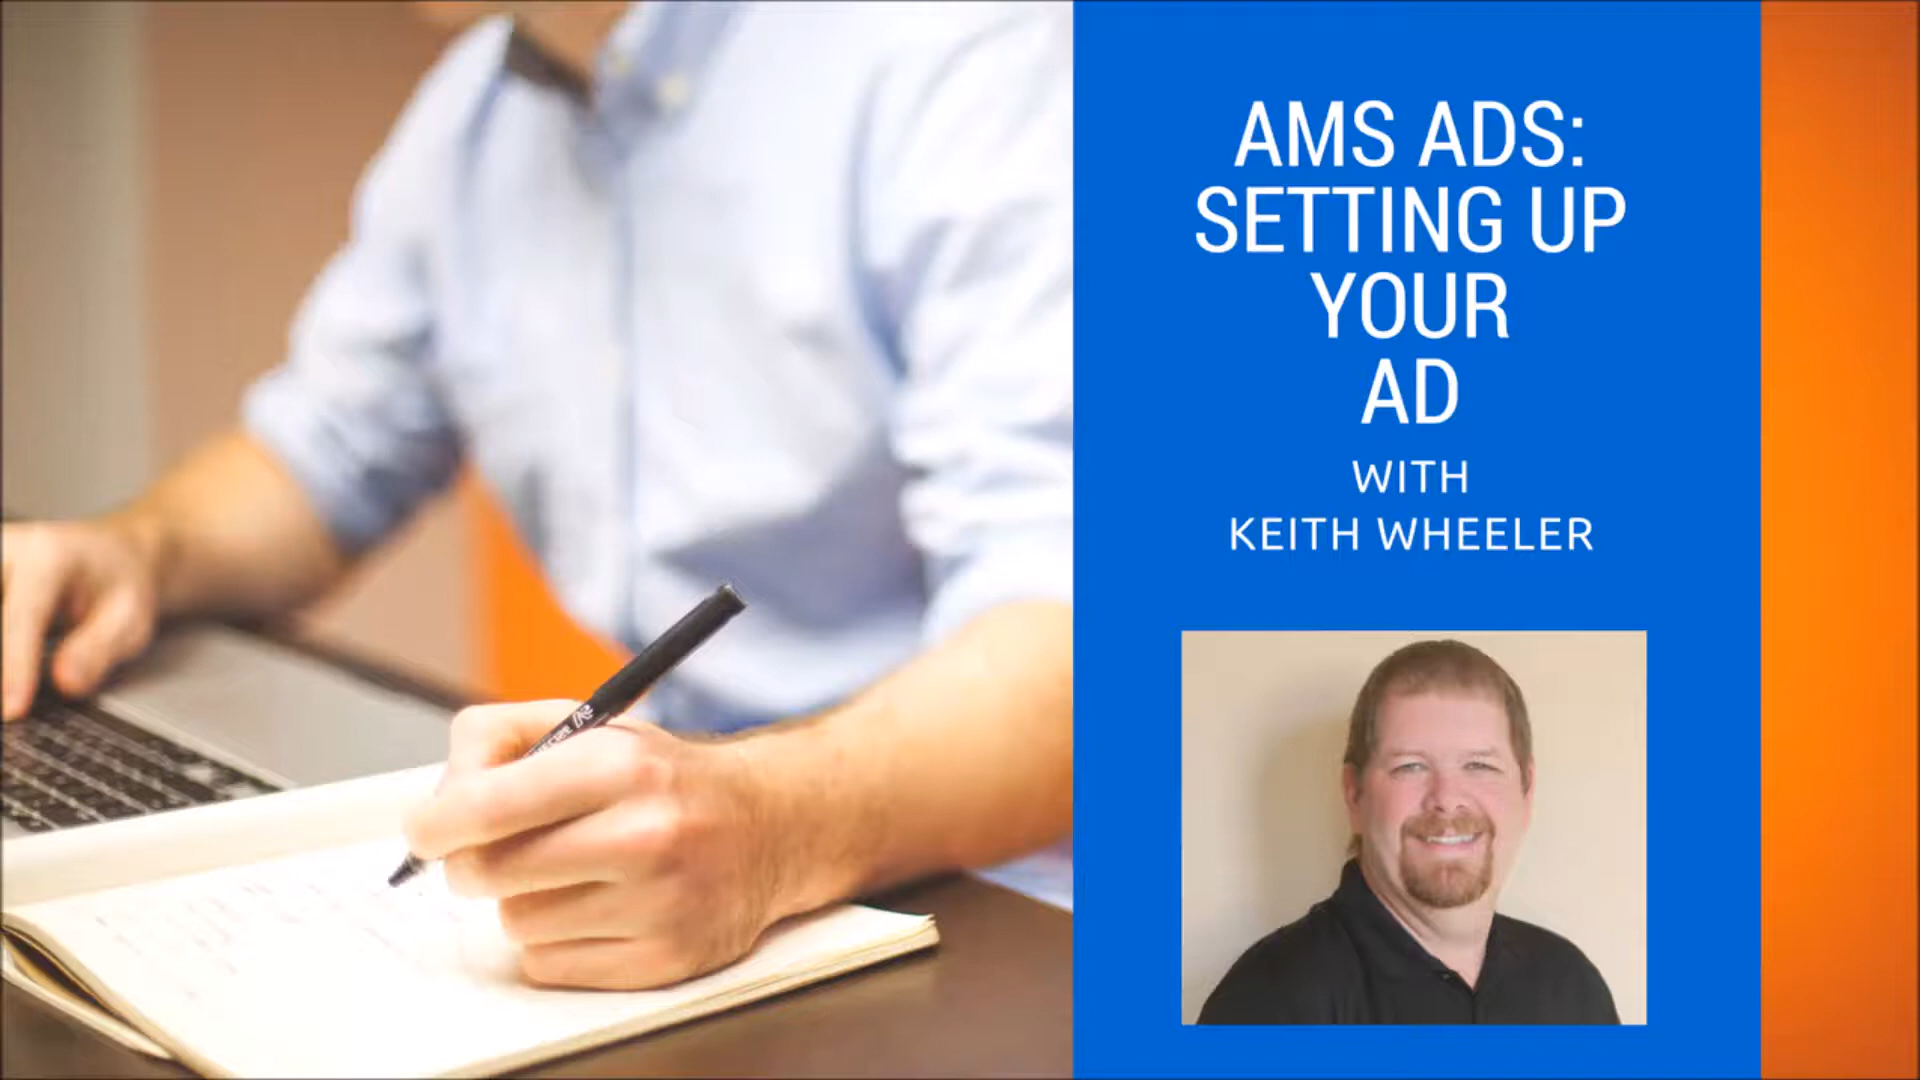 AMS ADS:
SETTING UP
YOUR
AD
WITH
KEITH WHEELER